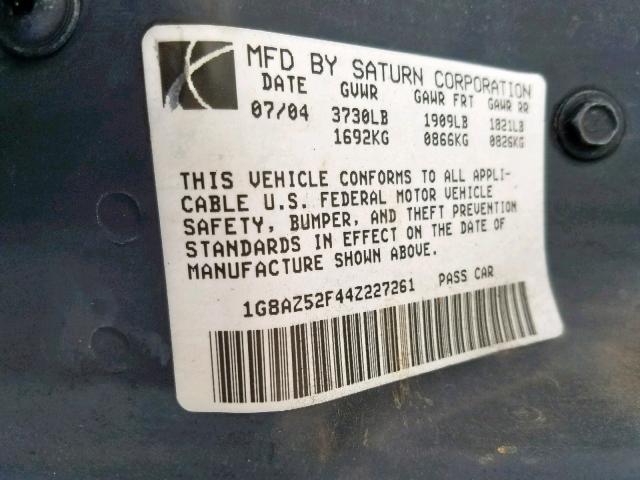 MFD BY SATURN CORPORATION
DATE GVWR GAWR FRT GAWR RR
07/04 3730LB 1909LB 1821LB
1692KG 0866KG 0826KG
THIS VEHICLE CONFORMS TO ALL APPLI-
CABLE U.S. FEDERAL MOTOR VEHICLE
SAFETY, BUMPER, AND THEFT PREVENTION
STANDARDS IN EFFECT ON THE DATE OF
MANUFACTURE SHOWN ABOVE.
1G8AZ52F44Z227261 PASS CAR